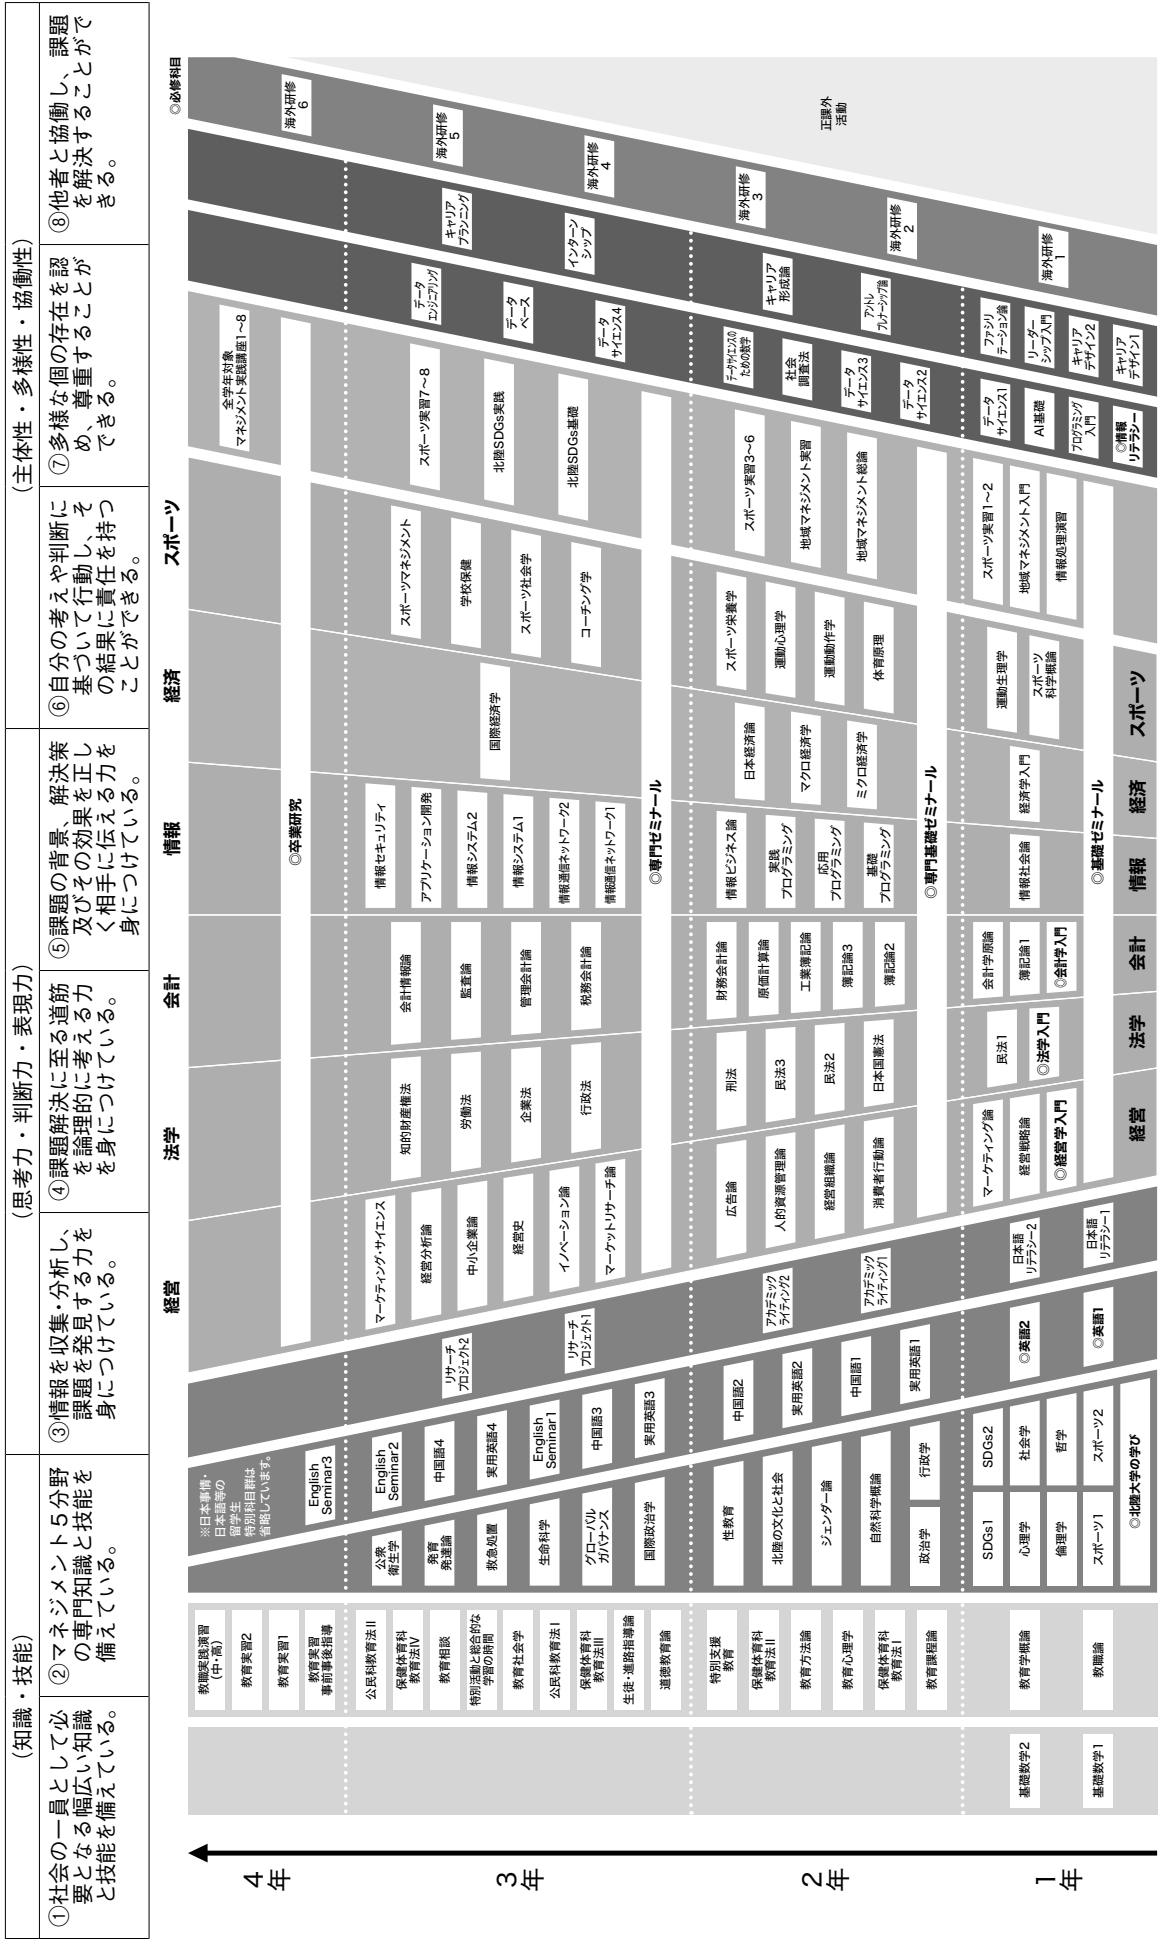 (知識・技能)
(思考力・判断力・表現力)
(主体性・多様性・協働性)
①社会の一員として必
要となる幅広い知識
と技能を備えている。
②マネジメント5分野
の専門知識と技能を
備えている。
③情報を収集・分析し、
課題を発見する力を
身につけている。
④課題解決に至る道筋
を論理的に考える力
を身につけている。
⑤課題の背景、解決策
及びその効果を正し
く相手に伝える力を
身につけている。
⑥自分の考えや判断に
基づいて行動し、そ
の結果に責任を持つ
ことができる。
⑦多様な個の存在を認
め、尊重することが
できる。
⑧他者と協働し、課題
を解決することがで
きる。
◎必修科目
経営
法学
会計
情報
経済
スポーツ
4年
教職実践演習
(中・高)
教育実習2
教育実習1
教育実習
事前事後指導
※日本事情・
日本語等の
留学生
特別科目群は
省略しています。
English
Seminar3
◎卒業研究
全学年対象
マネジメント実践講座1～8
海外研修
6
3年
公民科教育法Ⅱ
保健体育科
教育法Ⅳ
教育相談
特別活動と総合的な
学習の時間
教育社会学
公民科教育法Ⅰ
保健体育科
教育法Ⅲ
生徒・進路指導論
道徳教育論
公衆
衛生学
発育
発達論
救急処置
生命科学
グローバル
ガバナンス
国際政治学
English
Seminar2
中国語4
実用英語4
English
Seminar1
中国語3
実用英語3
リサーチ
プロジェクト2
リサーチ
プロジェクト1
マーケティング・サイエンス
経営分析論
中小企業論
経営史
イノベーション論
マーケットリサーチ論
知的財産権法
労働法
企業法
行政法
会計情報論
監査論
管理会計論
税務会計論
情報セキュリティ
アプリケーション開発
情報システム2
情報システム1
情報通信ネットワーク2
情報通信ネットワーク1
国際経済学
スポーツマネジメント
学校保健
スポーツ社会学
コーチング学
スポーツ実習7～8
北陸SDGs実践
北陸SDGs基礎
データ
エンジニアリング
データ
ベース
データ
サイエンス4
キャリア
プランニング
インターン
シップ
海外研修
5
海外研修
4
◎専門ゼミナール
2年
特別支援
教育
保健体育科
教育法Ⅱ
教育方法論
教育心理学
保健体育科
教育法Ⅰ
教育課程論
性教育
北陸の文化と社会
ジェンダー論
自然科学概論
政治学
行政学
中国語2
実用英語2
中国語1
実用英語1
アカデミック
ライティング2
アカデミック
ライティング1
広告論
人的資源管理論
経営組織論
消費者行動論
刑法
民法3
民法2
日本国憲法
財務会計論
原価計算論
工業簿記論
簿記論3
簿記論2
情報ビジネス論
実践
プログラミング
応用
プログラミング
基礎
プログラミング
日本経済論
マクロ経済学
ミクロ経済学
スポーツ栄養学
運動心理学
運動動作学
体育原理
スポーツ実習3～6
地域マネジメント実習
地域マネジメント総論
データサイエンスの
ための数学
社会
調査法
データ
サイエンス3
データ
サイエンス2
キャリア
形成論
アントレ
プレナーシップ論
海外研修
3
海外研修
2
正課外
活動
◎専門基礎ゼミナール
1年
基礎数学2
基礎数学1
教育学概論
教職論
SDGs1
SDGs2
心理学
社会学
倫理学
哲学
スポーツ1
スポーツ2
◎北陸大学の学び
◎英語2
◎英語1
日本語
リテラシー2
日本語
リテラシー1
マーケティング論
経営戦略論
◎経営学入門
民法1
◎法学入門
会計学原論
簿記論1
◎会計学入門
情報社会論
経済学入門
運動生理学
スポーツ
科学概論
スポーツ実習1～2
地域マネジメント入門
情報処理演習
データ
サイエンス1
AI基礎
プログラミング
入門
◎情報
リテラシー
ファシリ
テーション論
リーダー
シップ入門
キャリア
デザイン2
キャリア
デザイン1
海外研修
1
◎基礎ゼミナール
経営
法学
会計
情報
経済
スポーツ